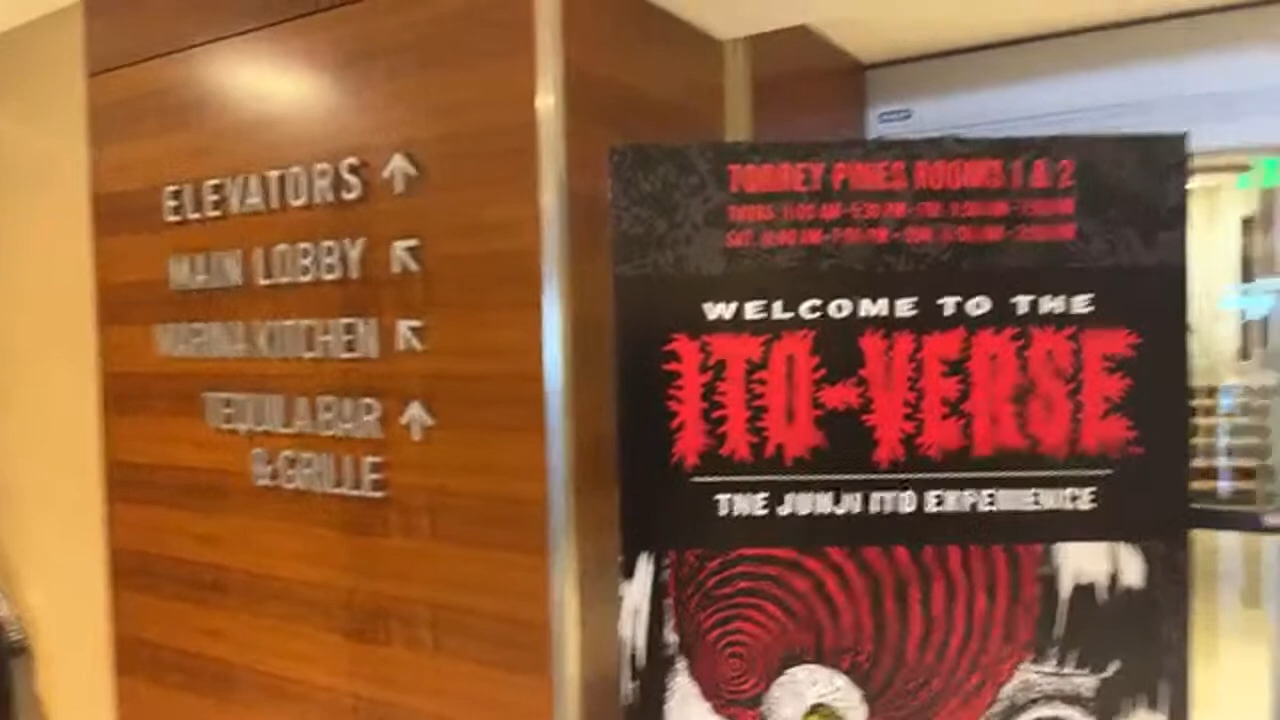 ELEVATORS
MAIN LOBBY
MARINA KITCHEN
TEQUILA BAR
& GRILLE
TORREY PINES ROOMS 1 & 2
WELCOME TO THE
ITO-VERSE
THE JUNJI ITO EXPERIENCE